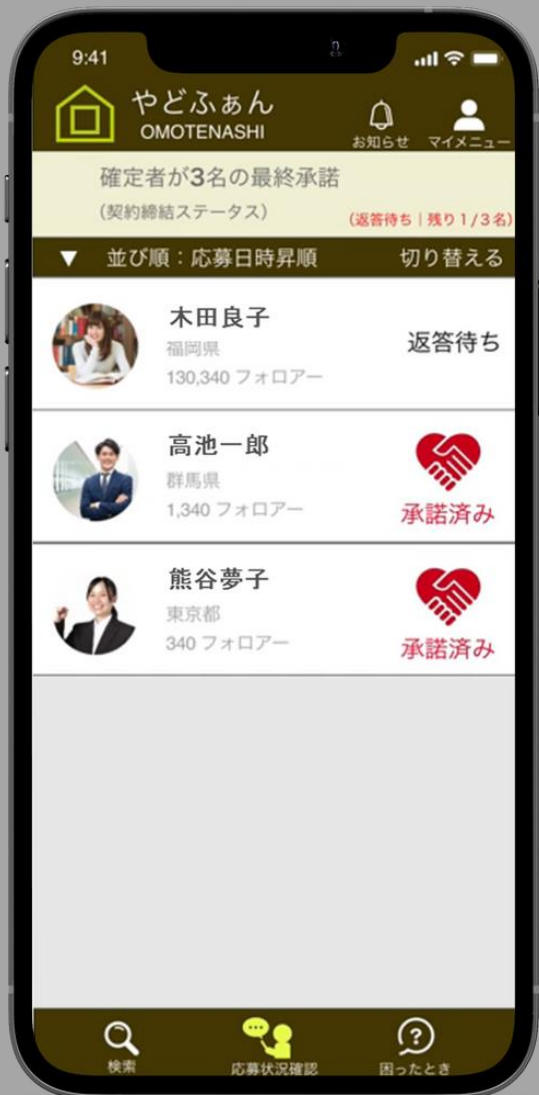 9:41
やどふぁん
OMOTENASHI
お知らせ
マイメニュー
確定者が3名の最終承諾
（契約締結ステータス）
（返答待ち｜残り1/3名）
▼ 並び順：応募日時昇順
切り替える
木田良子
福岡県
130,340 フォロアー
返答待ち
高池一郎
群馬県
1,340 フォロアー
承諾済み
熊谷夢子
東京都
340 フォロアー
承諾済み
検索
応募状況確認
困ったとき